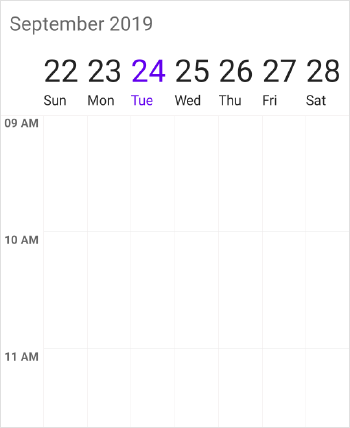 September 2019
22 23 24 25 26 27 28
Sun Mon Tue Wed Thu Fri Sat
09 AM
10 AM
11 AM